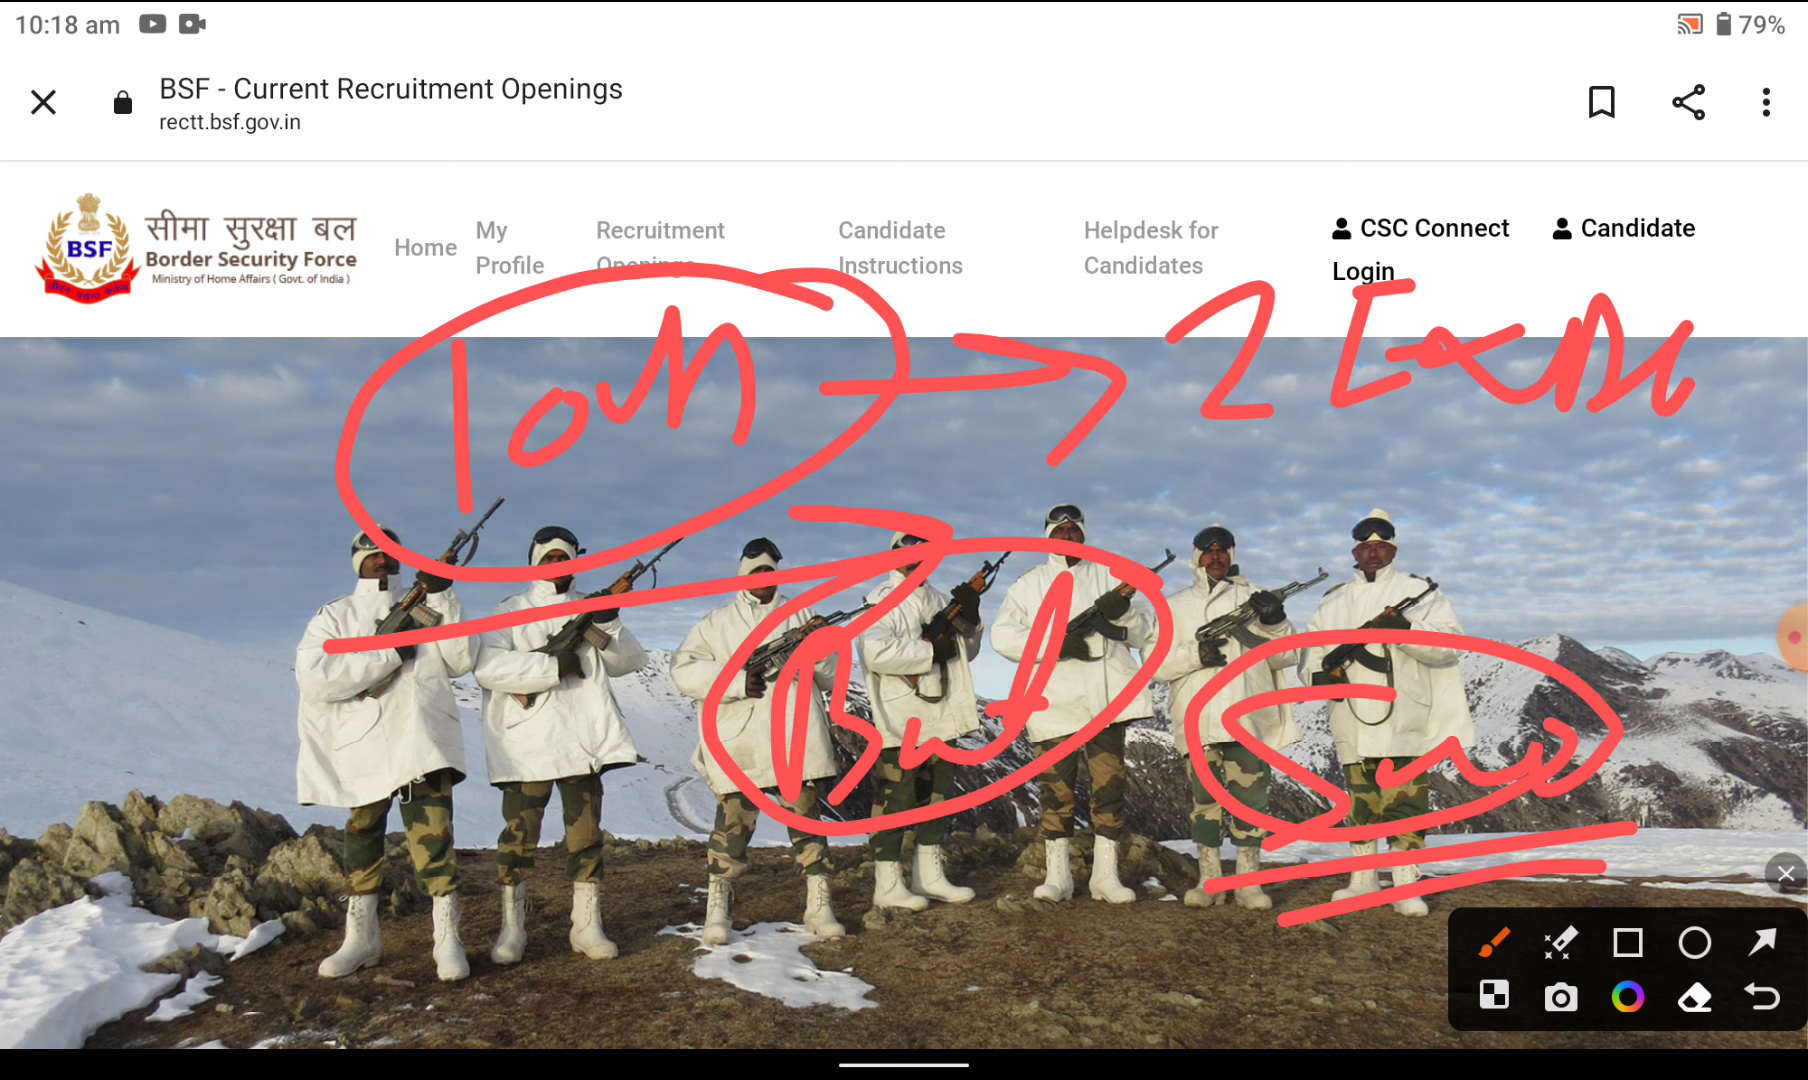 10:18 am
79%
BSF - Current Recruitment Openings
rectt.bsf.gov.in
BSF
सीमा सुरक्षा बल
Border Security Force
Ministry of Home Affairs ( Govt. of India )
Home
My Profile
Recruitment Openings
Candidate Instructions
Helpdesk for Candidates
CSC Connect
Candidate
Login
2